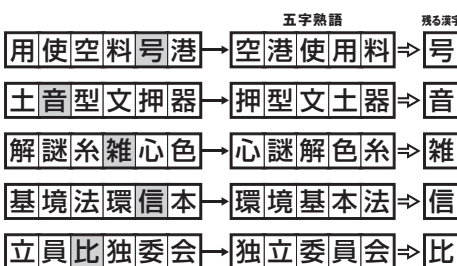 五字熟語 残る漢字
用使空料号港→空港使用料⇨号
土音型文押器→押型文土器⇨音
解謎糸雑心色→心謎解色糸⇨雑
基境法環信本→環境基本法⇨信
立員比独委会→独立委員会⇨比